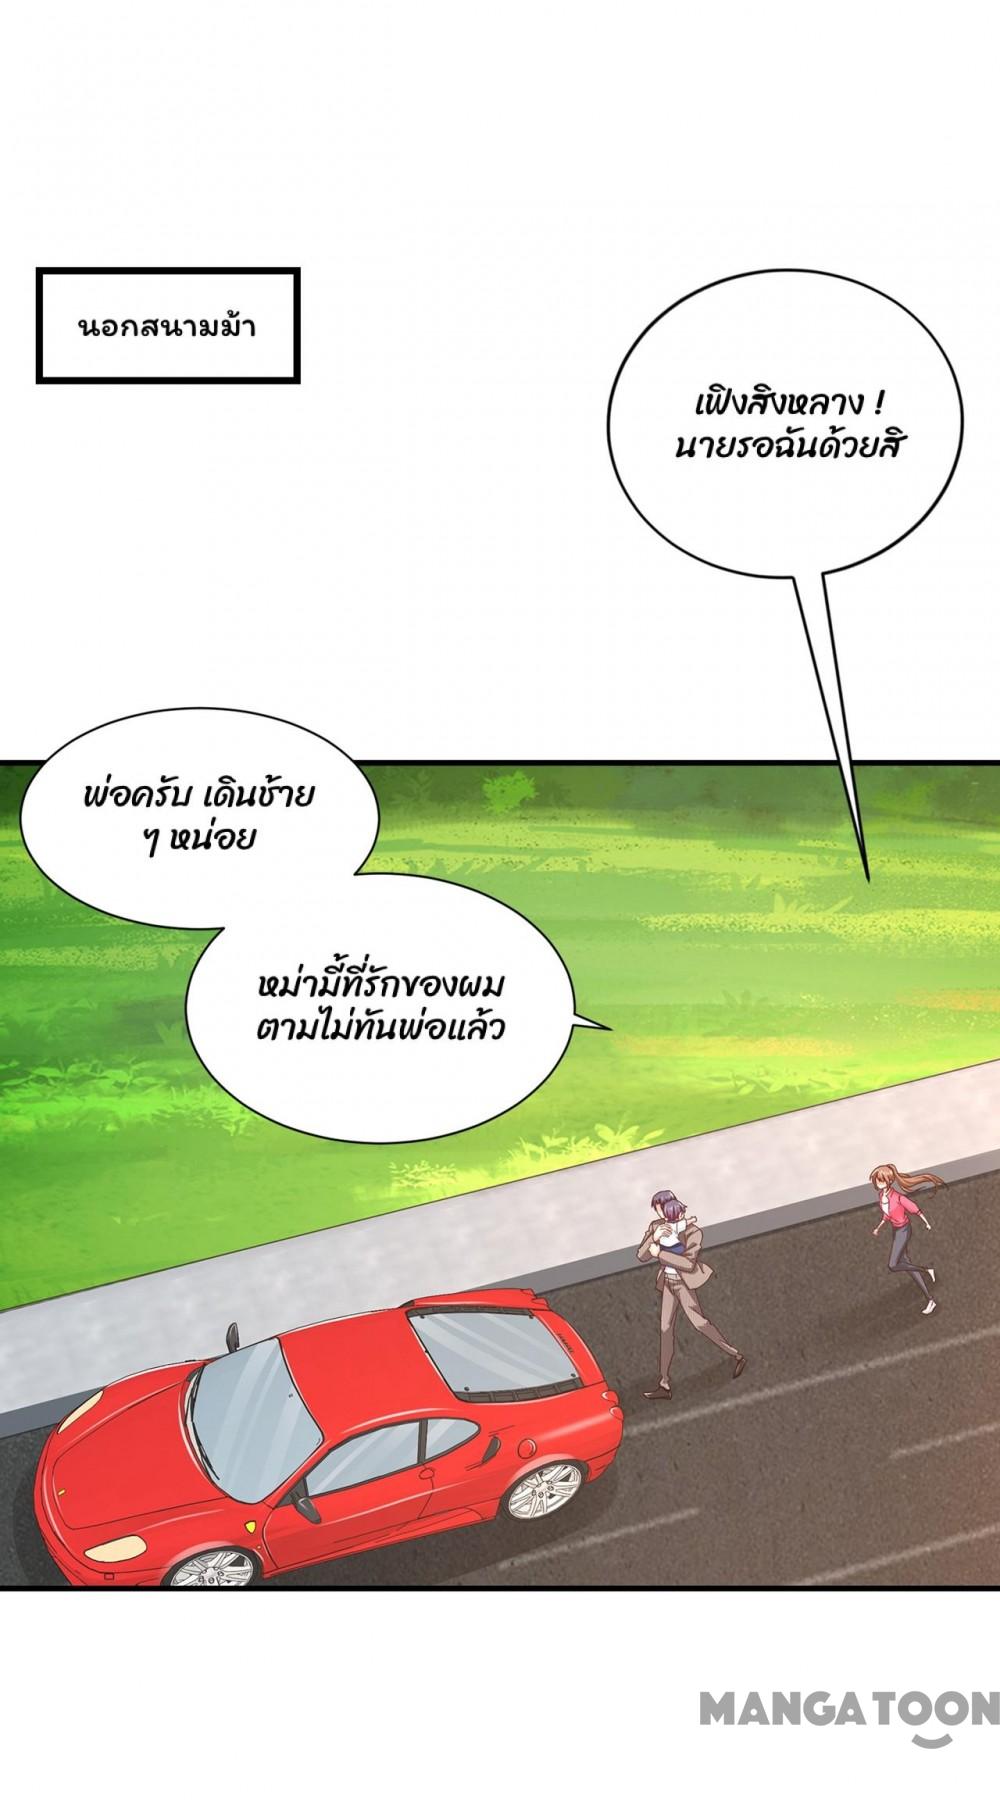 นอกสนามม้า
เฟิงสิงหลาง !
นายรอฉันด้วยสิ
พ่อครับ เดินช้าย
ๆ หน่อย
หม่ามี้ที่รักของผม
ตามไม่ทันพ่อแล้ว
MANGATOON